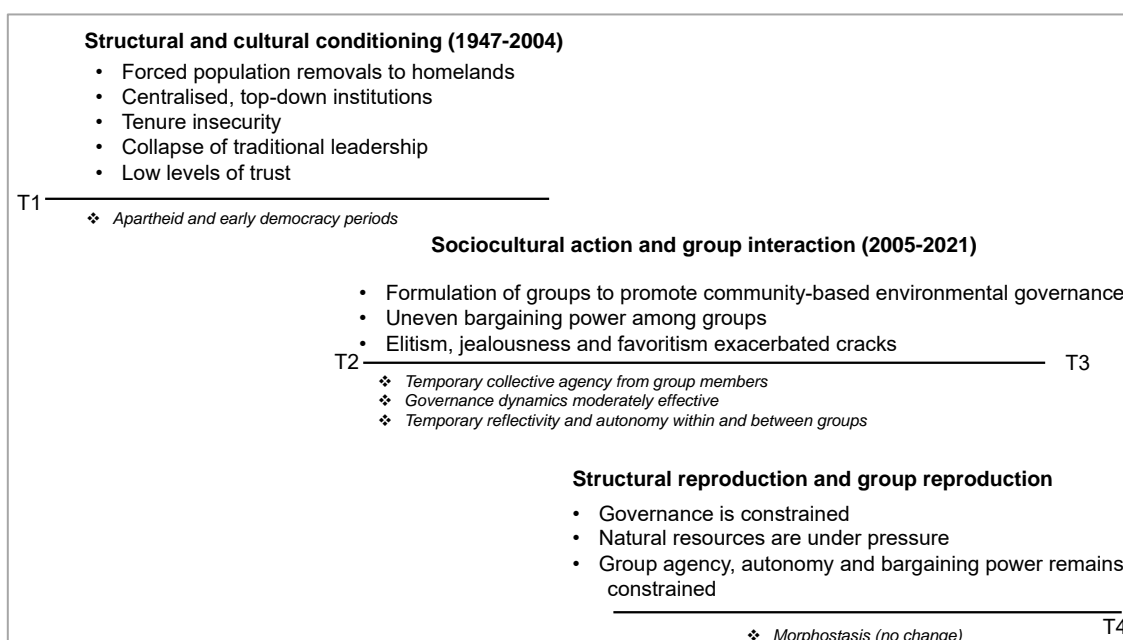 Structural and cultural conditioning (1947-2004)
• Forced population removals to homelands
• Centralised, top-down institutions
• Tenure insecurity
• Collapse of traditional leadership
• Low levels of trust
T1
❖ Apartheid and early democracy periods
Sociocultural action and group interaction (2005-2021)
• Formulation of groups to promote community-based environmental governance
• Uneven bargaining power among groups
• Elitism, jealousness and favoritism exacerbated cracks
T2
T3
❖ Temporary collective agency from group members
❖ Governance dynamics moderately effective
❖ Temporary reflectivity and autonomy within and between groups
Structural reproduction and group reproduction
• Governance is constrained
• Natural resources are under pressure
• Group agency, autonomy and bargaining power remains
constrained
T4
❖ Morphostasis (no change)